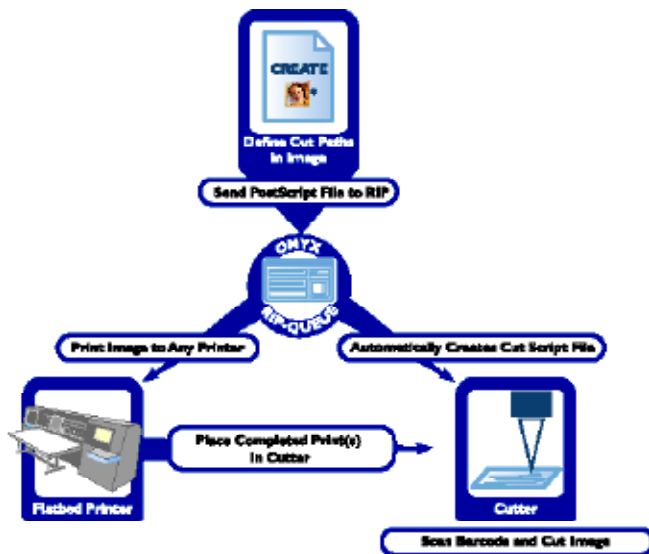 CREATE
Define Cut Paths
in Image
Send PostScript File to RIP
ONYX
RIP-QUEUE
Print Image to Any Printer
Automatically Creates Cut Script File
Place Completed Print(s)
in Cutter
Flatbed Printer
Cutter
Scan Barcode and Cut Image